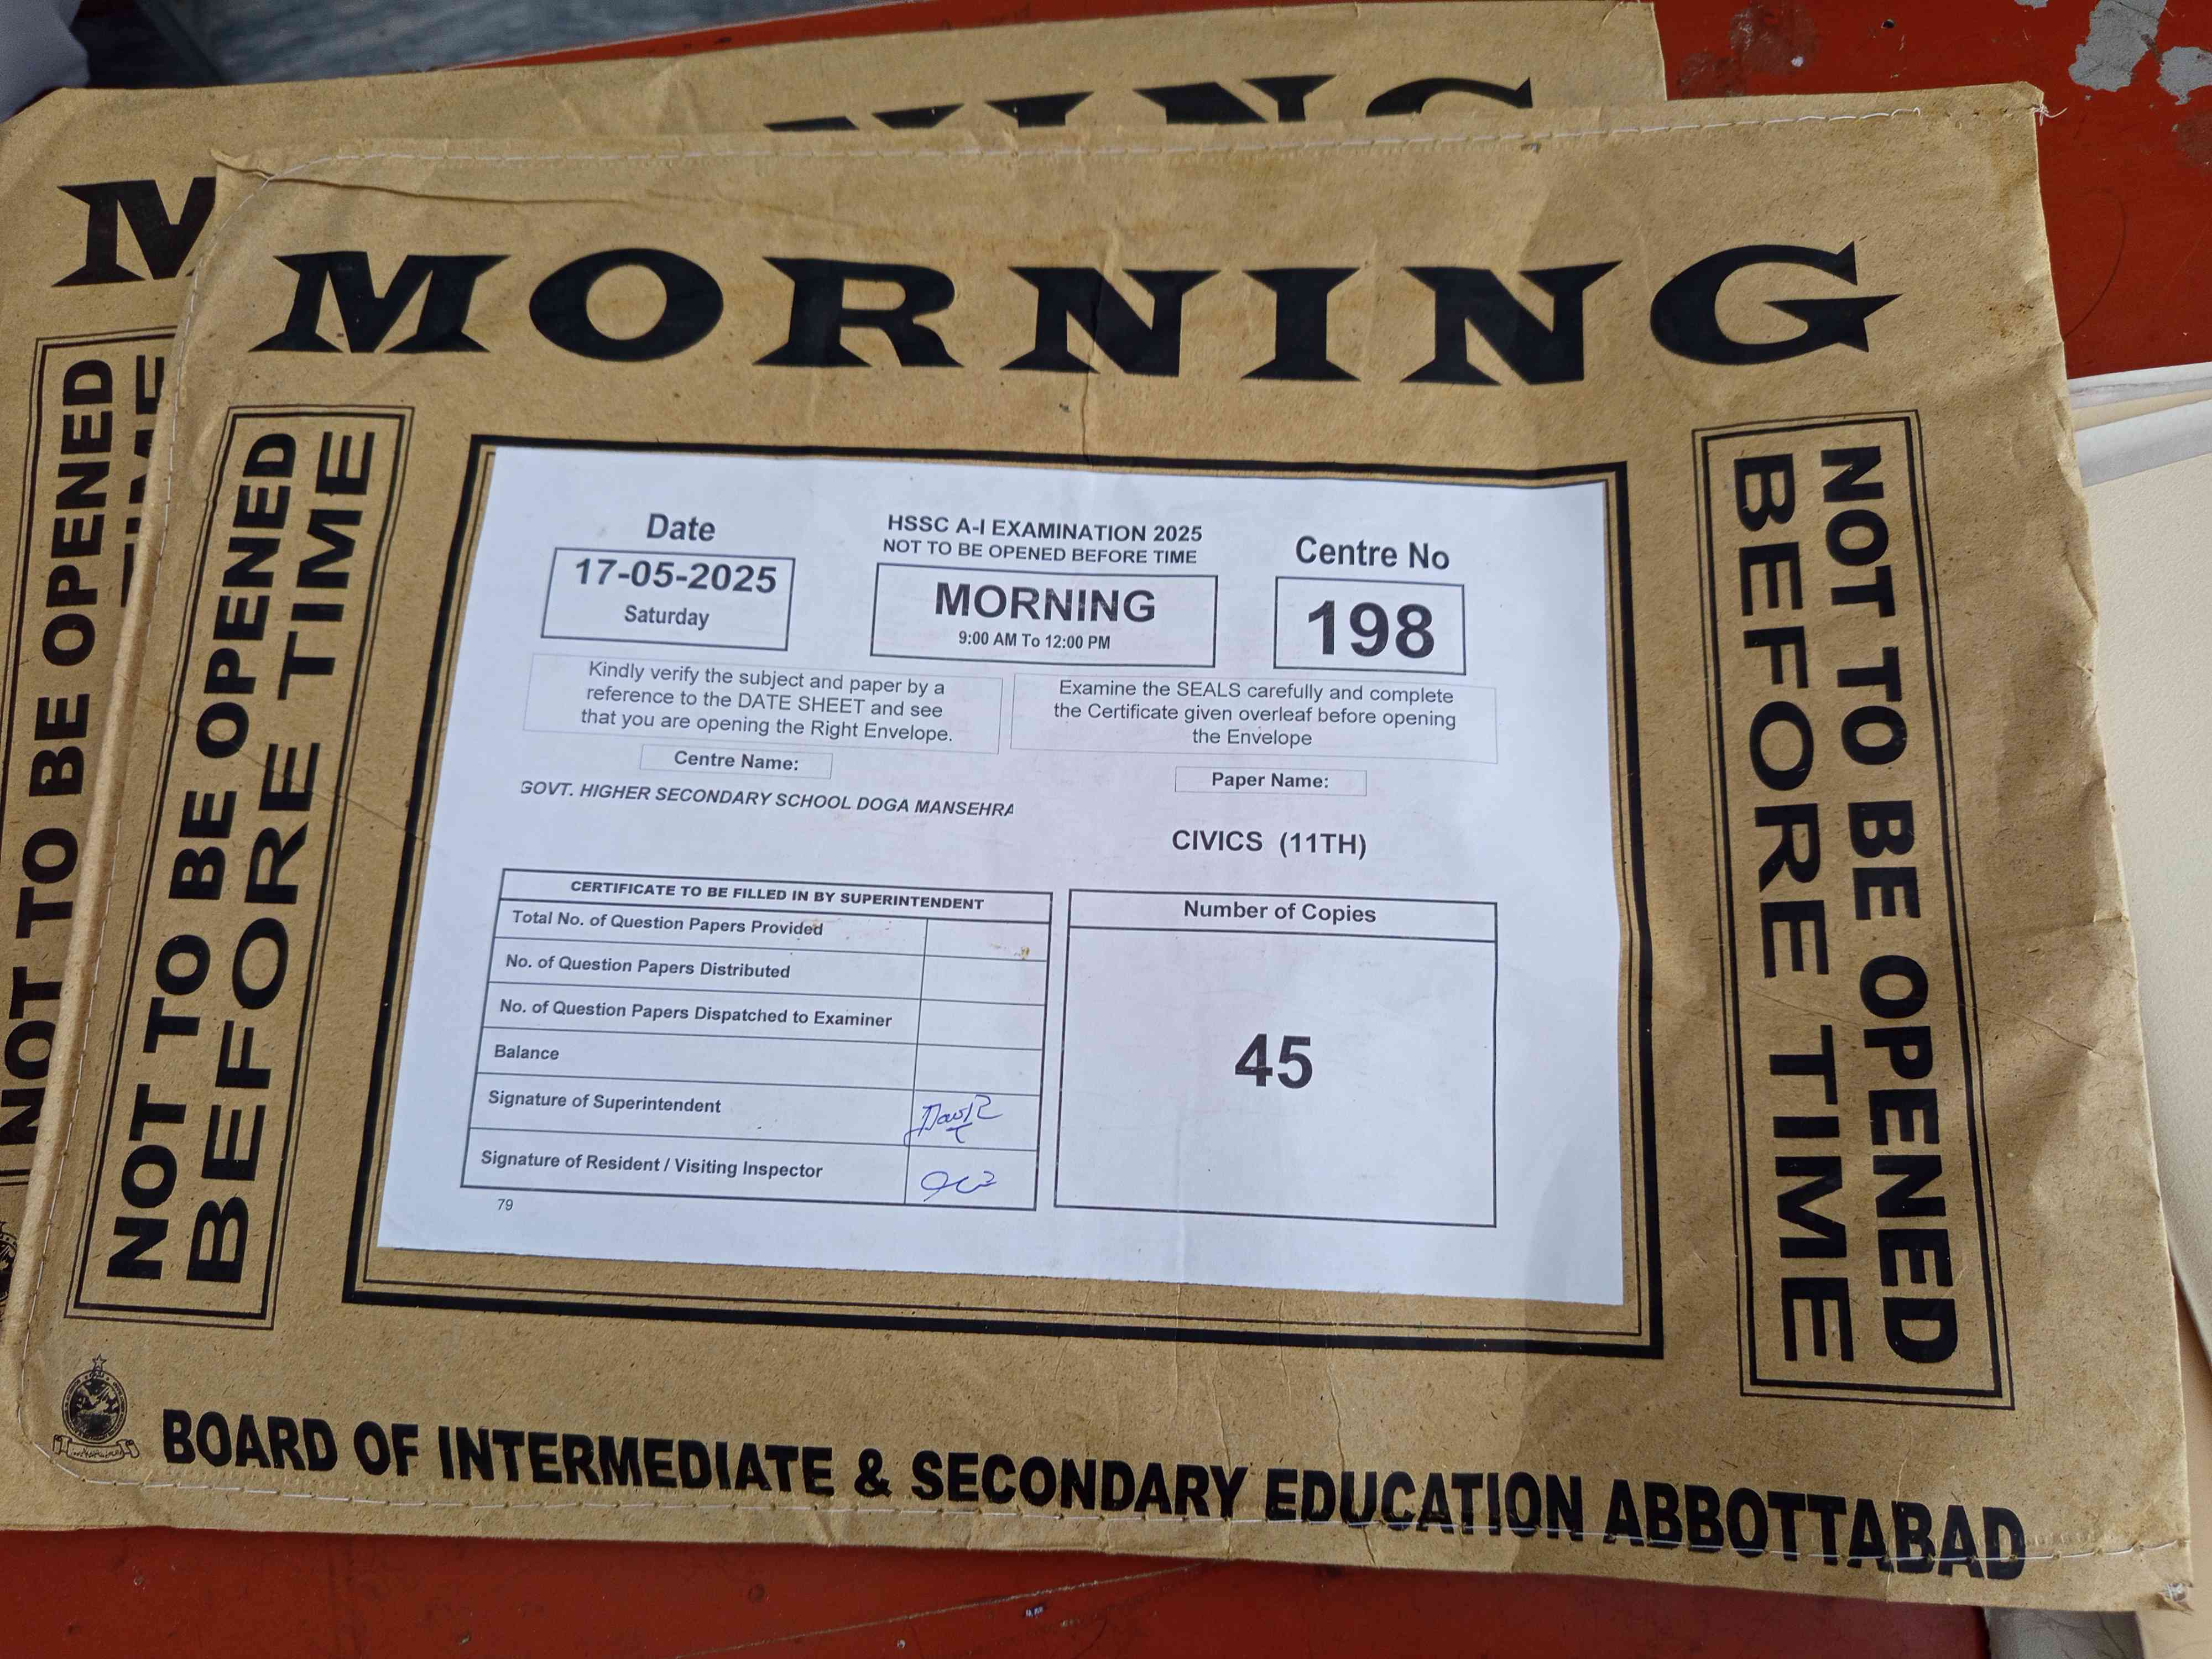 MORNING
NOT TO BE OPENED
BEFORE TIME
Date
17-05-2025
Saturday
HSSC A-I EXAMINATION 2025
NOT TO BE OPENED BEFORE TIME
MORNING
9:00 AM To 12:00 PM
Centre No
198
Kindly verify the subject and paper by a
reference to the DATE SHEET and see
that you are opening the Right Envelope.
Examine the SEALS carefully and complete
the Certificate given overleaf before opening
the Envelope
Centre Name:
GOVT. HIGHER SECONDARY SCHOOL DOGA MANSEHRA
Paper Name:
CIVICS (11TH)
CERTIFICATE TO BE FILLED IN BY SUPERINTENDENT
Total No. of Question Papers Provided
No. of Question Papers Distributed
No. of Question Papers Dispatched to Examiner
Balance
Signature of Superintendent
Signature of Resident / Visiting Inspector
79
Number of Copies
45
NOT TO BE OPENED
BEFORE TIME
BOARD OF INTERMEDIATE & SECONDARY EDUCATION ABBOTTABAD
M
NOT TO BE OPENED
TIME
NING